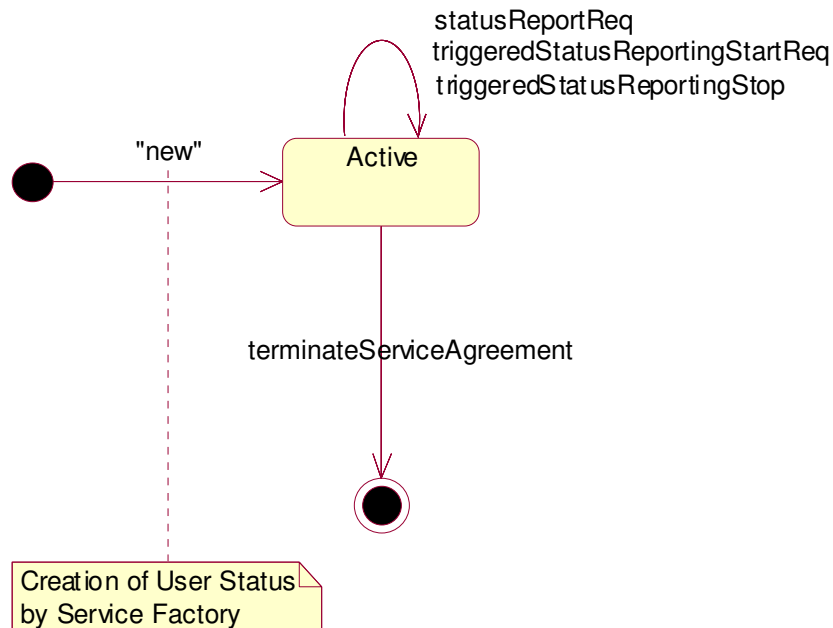 statusReportReq
triggeredStatusReportingStartReq
triggeredStatusReportingStop
"new"
Active
terminateServiceAgreement
Creation of User Status
by Service Factory